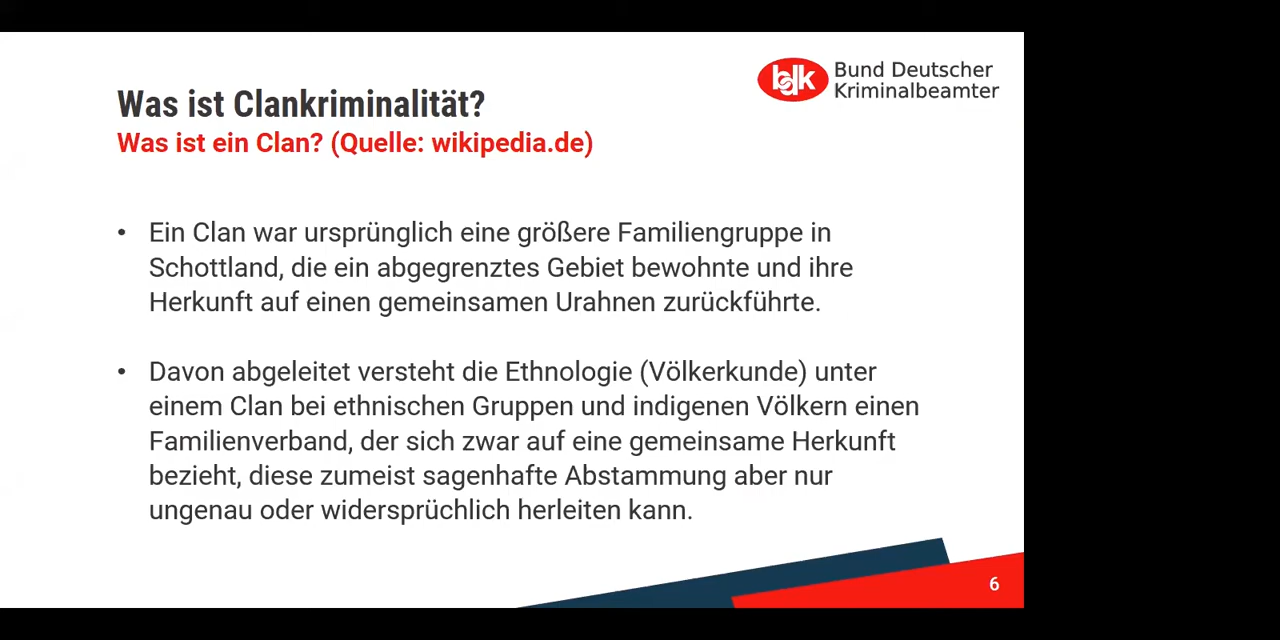 bdk Bund Deutscher
Kriminalbeamter
Was ist Clankriminalität?
Was ist ein Clan? (Quelle: wikipedia.de)
• Ein Clan war ursprünglich eine größere Familiengruppe in
Schottland, die ein abgegrenztes Gebiet bewohnte und ihre
Herkunft auf einen gemeinsamen Urahnen zurückführte.
• Davon abgeleitet versteht die Ethnologie (Völkerkunde) unter
einem Clan bei ethnischen Gruppen und indigenen Völkern einen
Familienverband, der sich zwar auf eine gemeinsame Herkunft
bezieht, diese zumeist sagenhafte Abstammung aber nur
ungenau oder widersprüchlich herleiten kann.
6